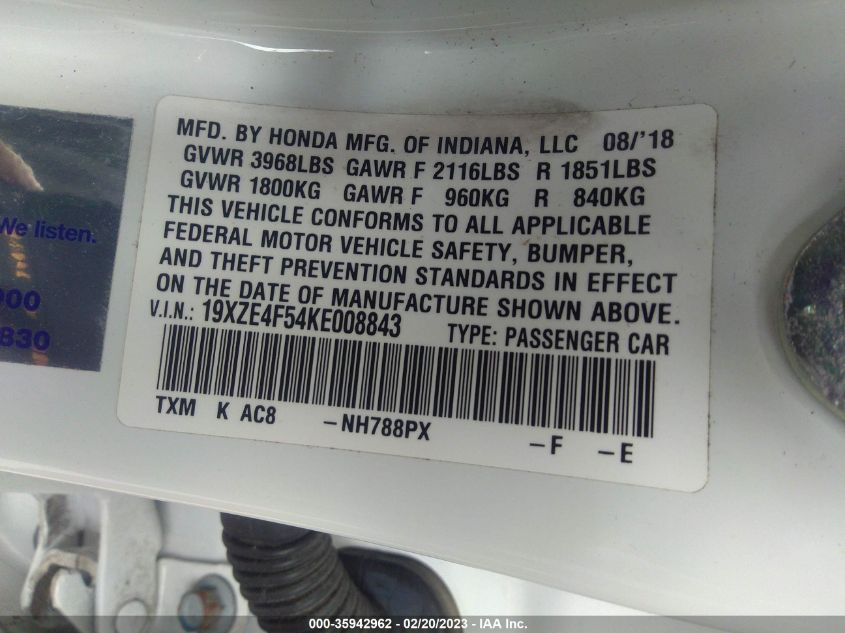 MFD. BY HONDA MFG. OF INDIANA, LLC 08/'18
GVWR 3968LBS GAWR F 2116LBS R 1851LBS
GVWR 1800KG GAWR F 960KG R 840KG
THIS VEHICLE CONFORMS TO ALL APPLICABLE
FEDERAL MOTOR VEHICLE SAFETY, BUMPER,
AND THEFT PREVENTION STANDARDS IN EFFECT
ON THE DATE OF MANUFACTURE SHOWN ABOVE.
V.I.N.: 19XZE4F54KE008843 TYPE: PASSENGER CAR
TXM K AC8 -NH788PX -F -E
We listen.
000-35942962 - 02/20/2023 - IAA Inc.